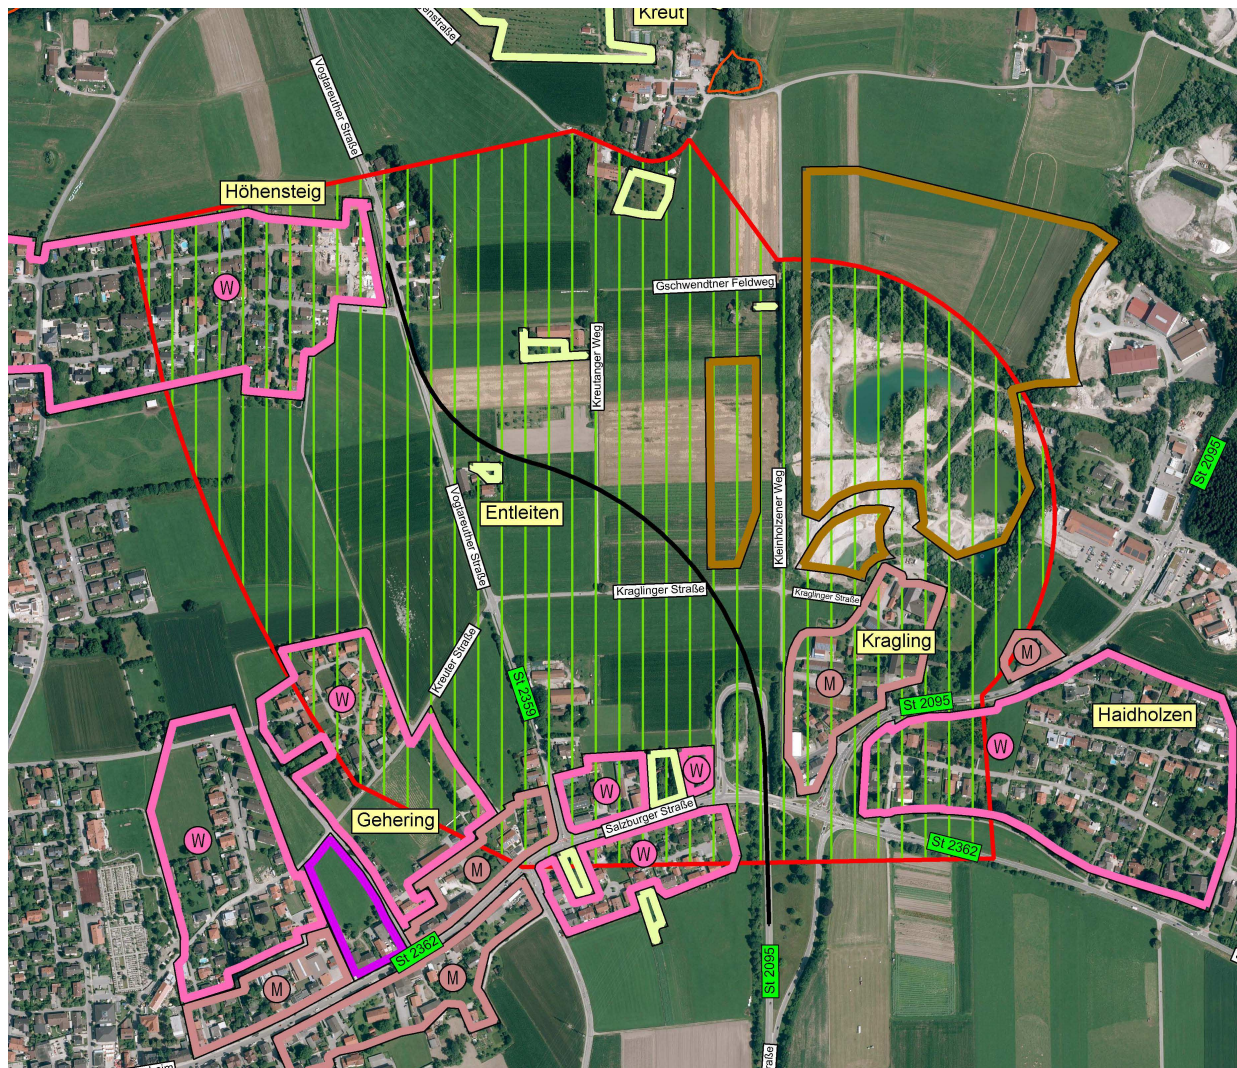 Kreut
Vogtareuther Straße
Höhensteig
W
Gschwendtner Feldweg
Kreutanger Weg
St 2095
Kleinholzener Weg
Entleiten
Vogtareuther Straße
Kraglinger Straße
Kraglinger Straße
Kragling
Kreuter Straße
M
M
St 2359
St 2095
W
Haidholzen
W
W
W
Salzburger Straße
Gehering
W
W
St 2362
M
St 2362
M
M
St 2095